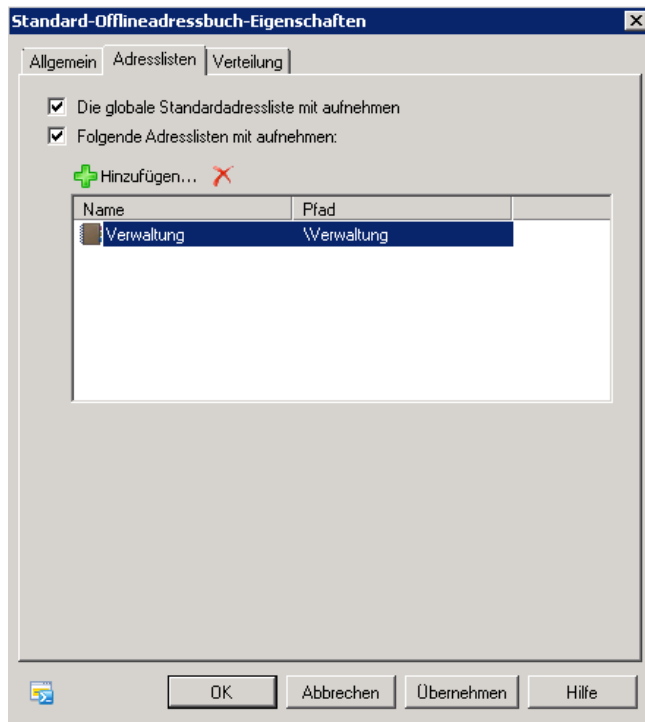 Standard-Offlineadressbuch-Eigenschaften
Allgemein Adresslisten Verteilung
Die globale Standardadressliste mit aufnehmen
Folgende Adresslisten mit aufnehmen:
Hinzufügen...
Name Pfad
Verwaltung \Verwaltung
OK Abbrechen Übernehmen Hilfe